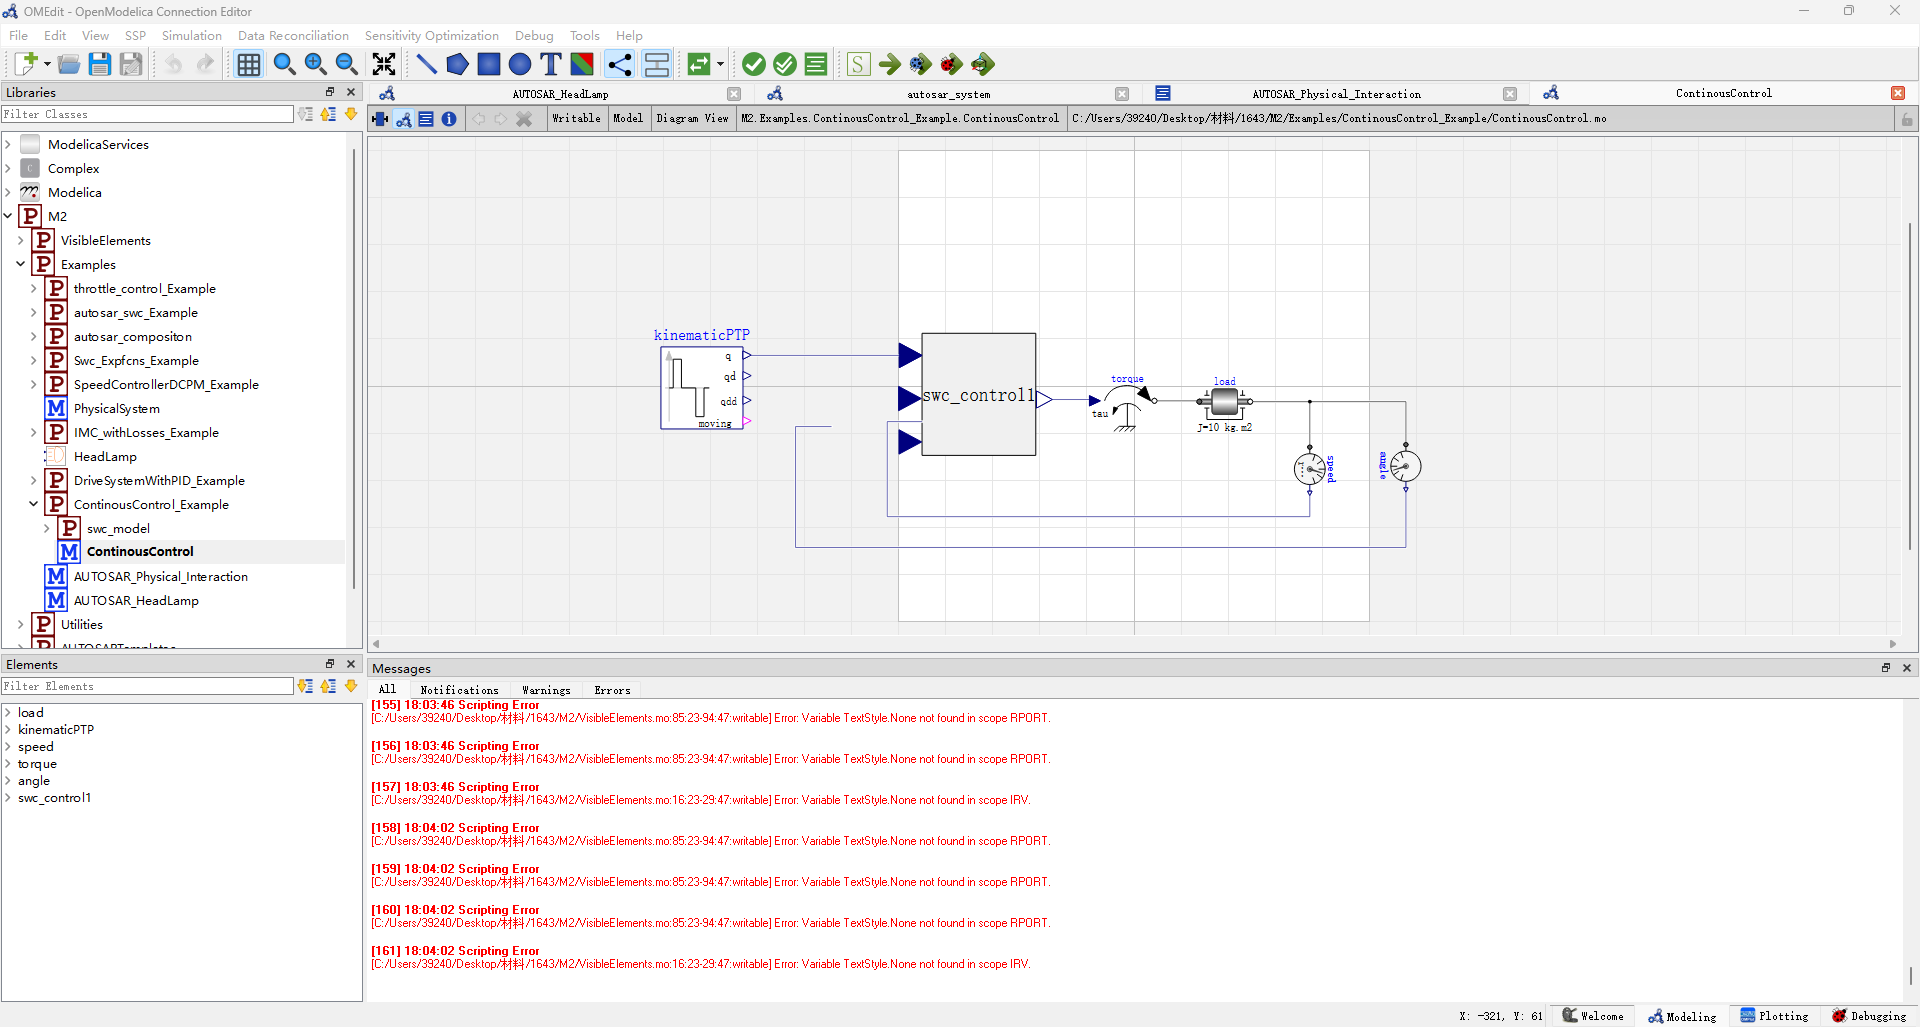 OMEdit - OpenModelica Connection Editor
File Edit View SSP Simulation Data Reconciliation Sensitivity Optimization Debug Tools Help
Libraries
Filter Classes
ModelicaServices
Complex
Modelica
M2
VisibleElements
Examples
throttle_control_Example
autosar_swc_Example
autosar_compositon
Swc_Expfcns_Example
SpeedControllerDCPM_Example
PhysicalSystem
IMC_withLosses_Example
HeadLamp
DriveSystemWithPID_Example
ContinousControl_Example
swc_model
ContinousControl
AUTOSAR_Physical_Interaction
AUTOSAR_HeadLamp
Utilities
Elements
Filter Elements
load
kinematicPTP
speed
torque
angle
swc_control1
AUTOSAR_HeadLamp autosar_system AUTOSAR_Physical_Interaction ContinousControl
Writable Model Diagram View M2.Examples.ContinousControl_Example.ContinousControl C:/Users/39240/Desktop/材料/1643/M2/Examples/ContinousControl_Example/ContinousControl.mo
kinematicPTP
q
qd
qdd
moving
swc_control1
torque
tau
load
J=10 kg.m2
speed
angle
Messages
All Notifications Warnings Errors
[155] 18:03:46 Scripting Error
[C:/Users/39240/Desktop/材料/1643/M2/VisibleElements.mo:85:23-94:47:writable] Error: Variable TextStyle.None not found in scope RPORT.
[156] 18:03:46 Scripting Error
[C:/Users/39240/Desktop/材料/1643/M2/VisibleElements.mo:85:23-94:47:writable] Error: Variable TextStyle.None not found in scope RPORT.
[157] 18:03:46 Scripting Error
[C:/Users/39240/Desktop/材料/1643/M2/VisibleElements.mo:16:23-29:47:writable] Error: Variable TextStyle.None not found in scope IRV.
[158] 18:04:02 Scripting Error
[C:/Users/39240/Desktop/材料/1643/M2/VisibleElements.mo:85:23-94:47:writable] Error: Variable TextStyle.None not found in scope RPORT.
[159] 18:04:02 Scripting Error
[C:/Users/39240/Desktop/材料/1643/M2/VisibleElements.mo:85:23-94:47:writable] Error: Variable TextStyle.None not found in scope RPORT.
[160] 18:04:02 Scripting Error
[C:/Users/39240/Desktop/材料/1643/M2/VisibleElements.mo:85:23-94:47:writable] Error: Variable TextStyle.None not found in scope RPORT.
[161] 18:04:02 Scripting Error
[C:/Users/39240/Desktop/材料/1643/M2/VisibleElements.mo:16:23-29:47:writable] Error: Variable TextStyle.None not found in scope IRV.
X: -321, Y: 61 Welcome Modeling Plotting Debugging